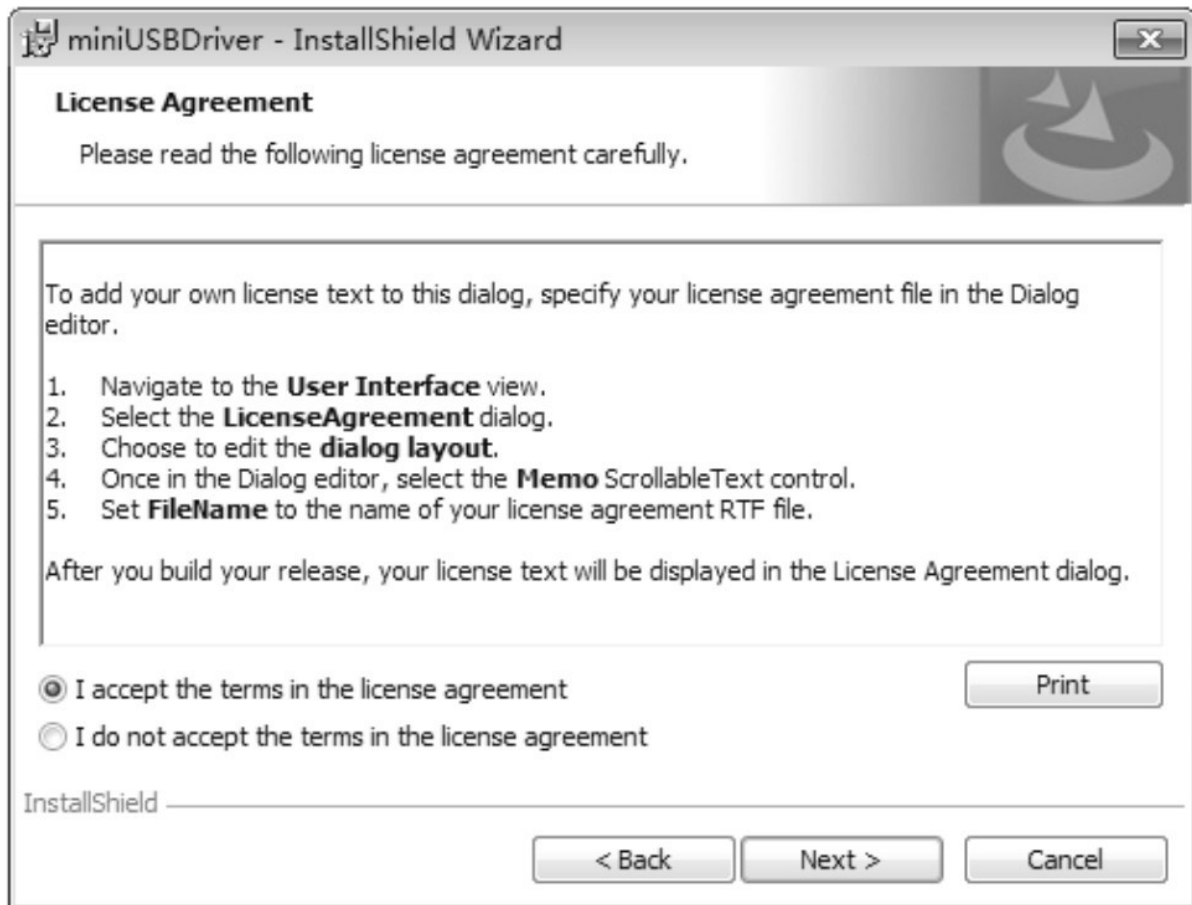 miniUSBDriver - InstallShield Wizard
License Agreement
Please read the following license agreement carefully.
To add your own license text to this dialog, specify your license agreement file in the Dialog
editor.
1. Navigate to the User Interface view.
2. Select the LicenseAgreement dialog.
3. Choose to edit the dialog layout.
4. Once in the Dialog editor, select the Memo ScrollableText control.
5. Set FileName to the name of your license agreement RTF file.
After you build your release, your license text will be displayed in the License Agreement dialog.
I accept the terms in the license agreement
Print
I do not accept the terms in the license agreement
InstallShield
< Back
Next >
Cancel